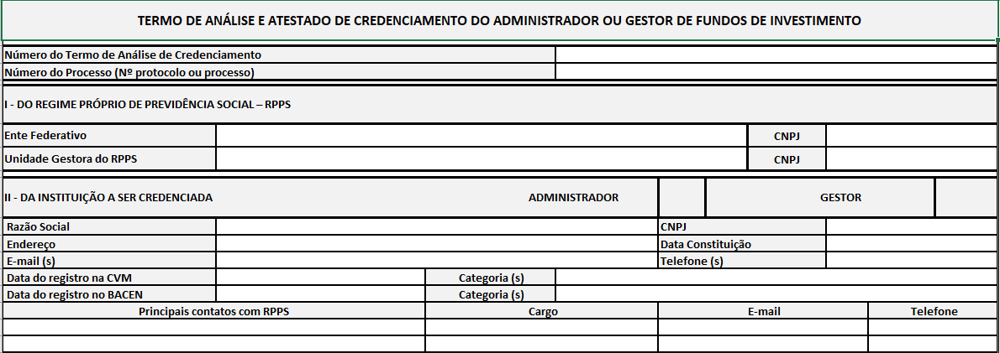 TERMO DE ANÁLISE E ATESTADO DE CREDENCIAMENTO DO ADMINISTRADOR OU GESTOR DE FUNDOS DE INVESTIMENTO
Número do Termo de Análise de Credenciamento
Número do Processo (Nº protocolo ou processo)
I - DO REGIME PRÓPRIO DE PREVIDÊNCIA SOCIAL – RPPS
Ente Federativo CNPJ
Unidade Gestora do RPPS CNPJ
II - DA INSTITUIÇÃO A SER CREDENCIADA ADMINISTRADOR GESTOR
Razão Social CNPJ
Endereço Data Constituição
E-mail (s) Telefone (s)
Data do registro na CVM Categoria (s)
Data do registro no BACEN Categoria (s)
Principais contatos com RPPS Cargo E-mail Telefone